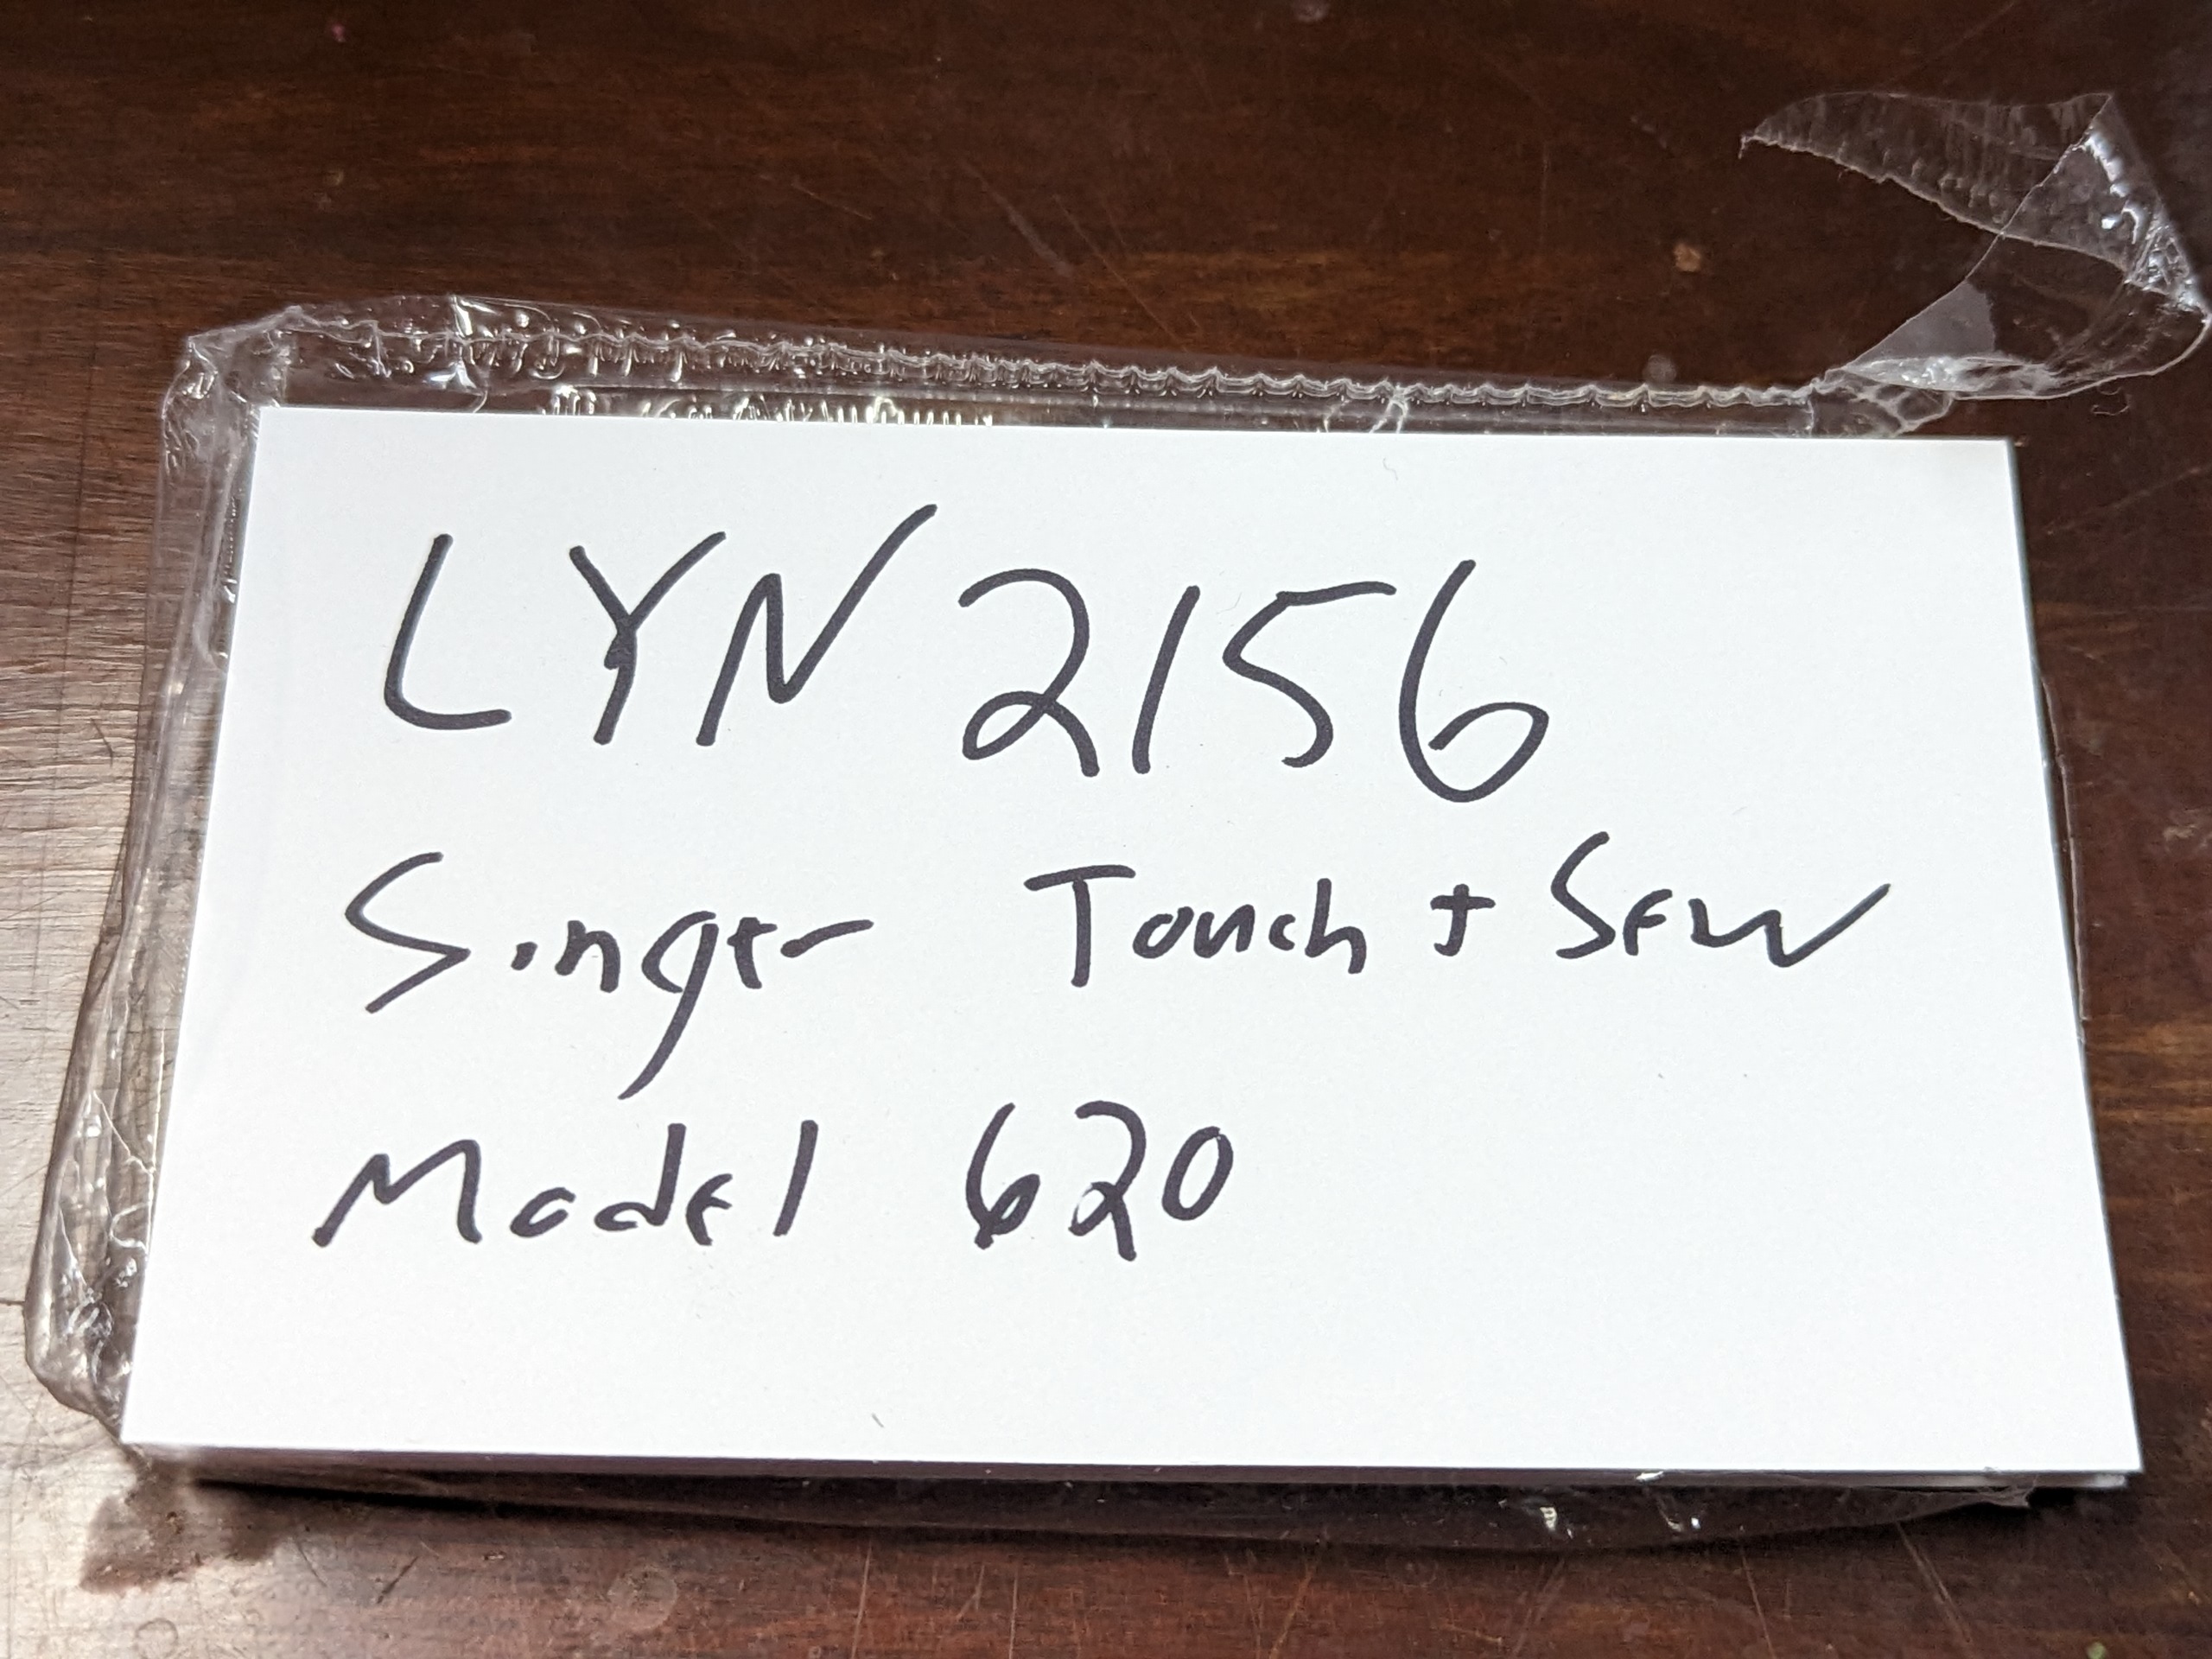 LYN 2156
Singer Touch + Sew
Model 620